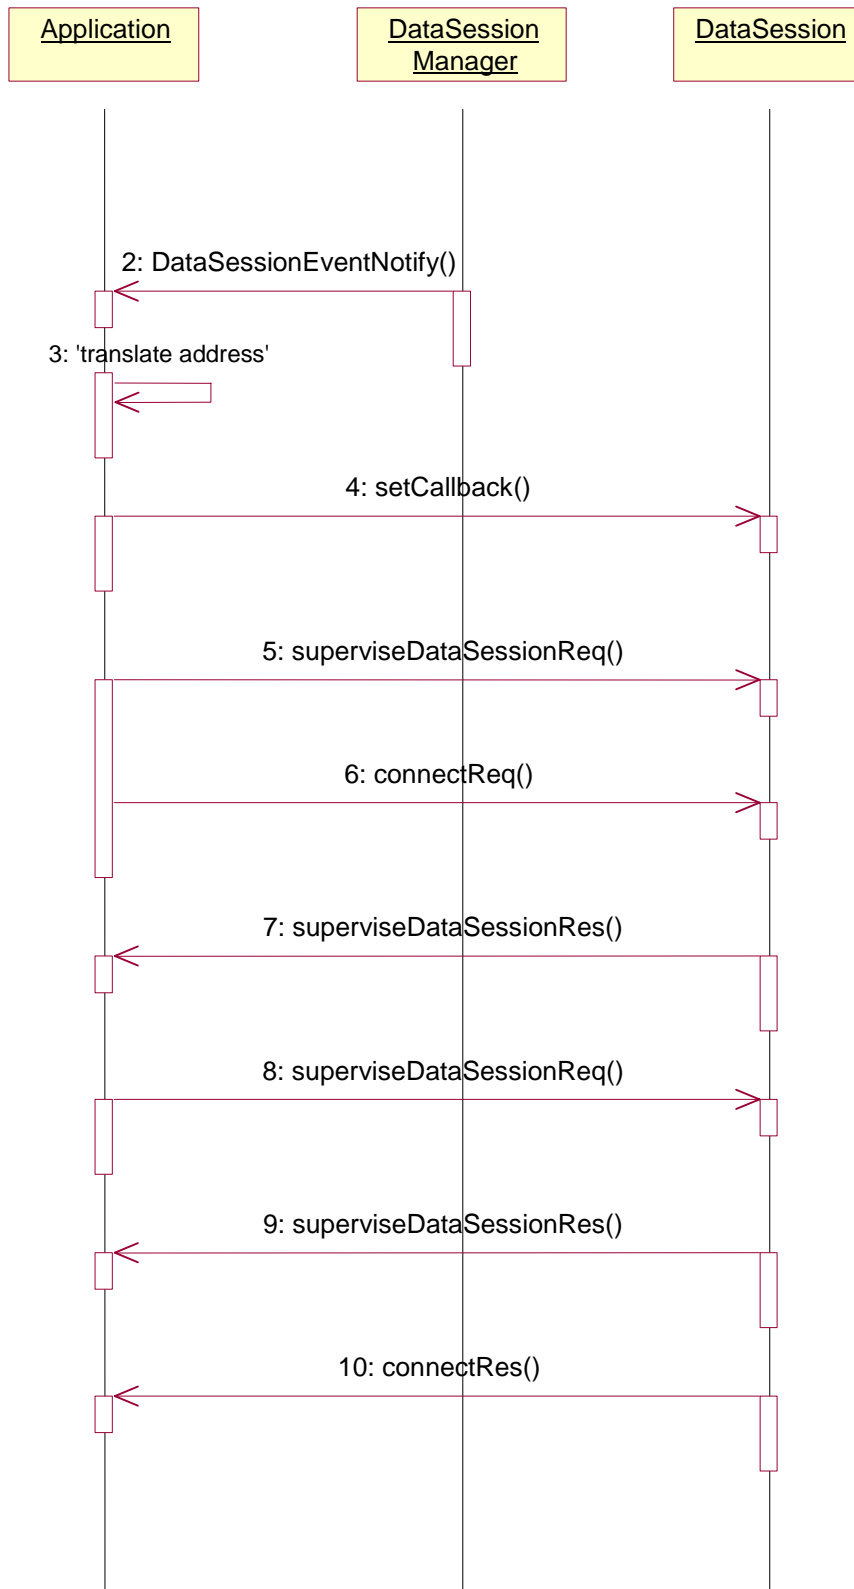 Application
DataSession
Manager
DataSession
2: DataSessionEventNotify()
3: 'translate address'
4: setCallback()
5: superviseDataSessionReq()
6: connectReq()
7: superviseDataSessionRes()
8: superviseDataSessionReq()
9: superviseDataSessionRes()
10: connectRes()